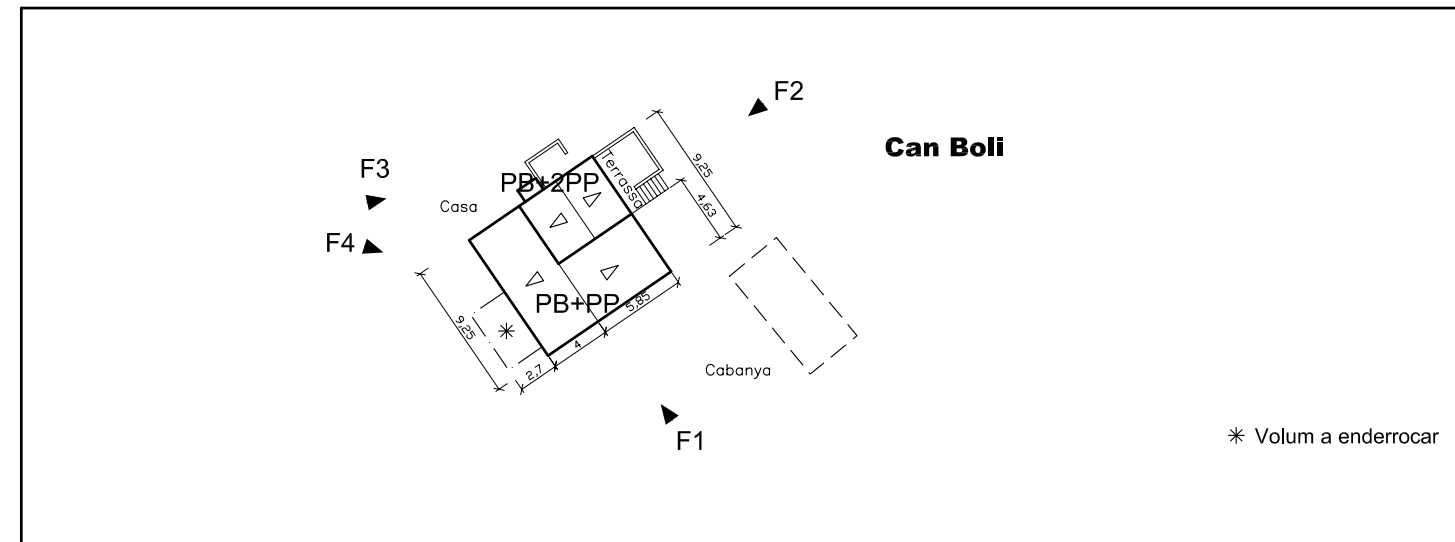 F2
Can Boli
F3
PB+2PP
Terrassa
9,25
Casa
4,63
F4
PB+PP
5,85
9,25
4
2,7
Cabanya
F1
✳ Volum a enderrocar